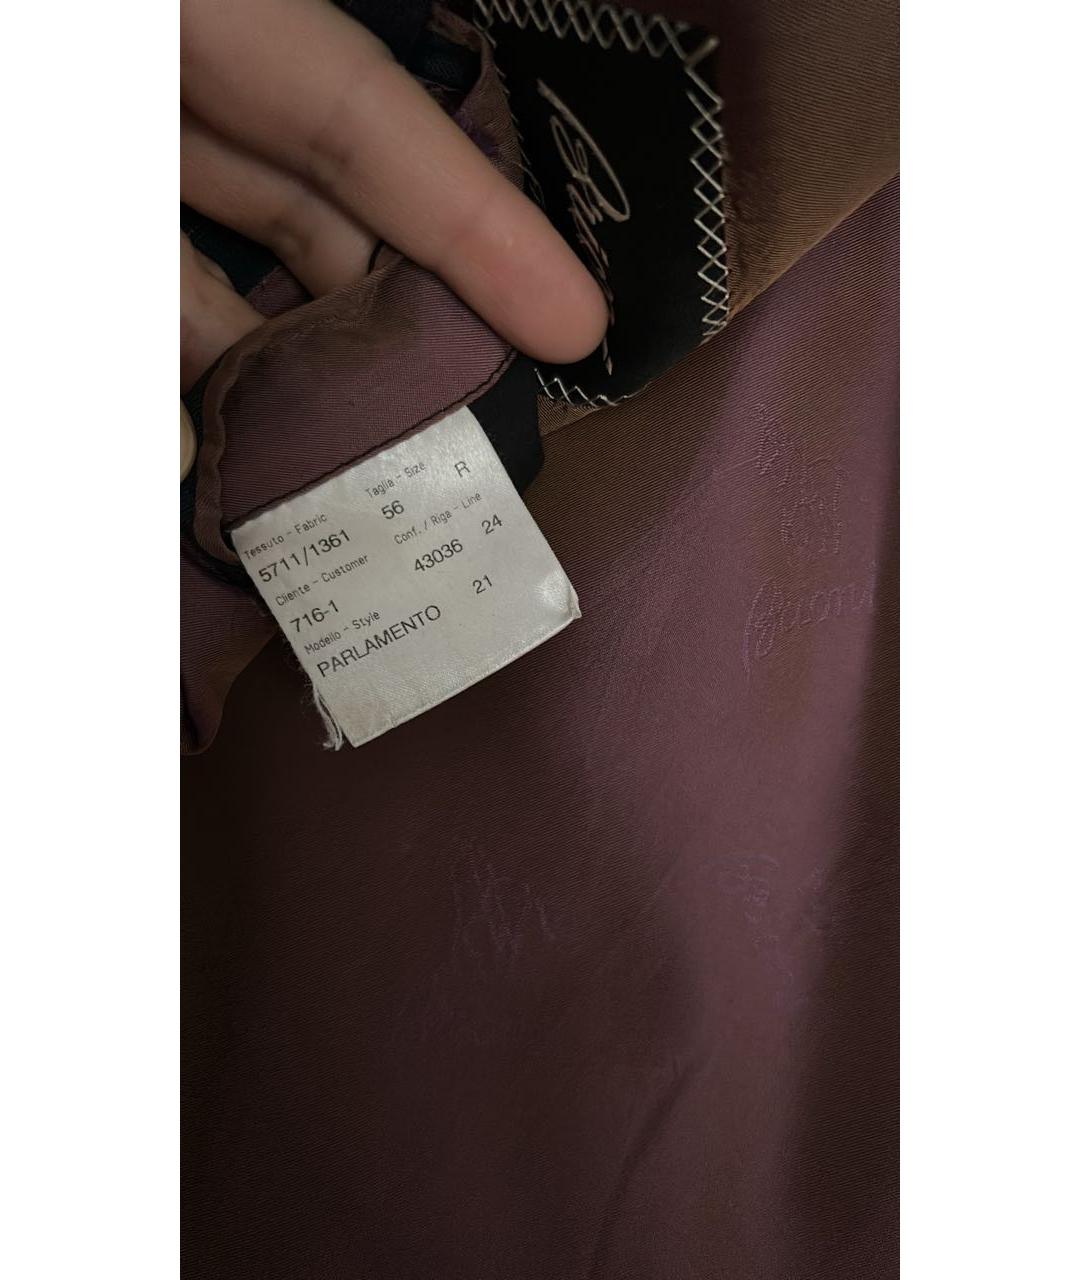 Tessuto - Fabric Taglia - Size
5711/1361 56 R
Cliente - Customer Conf./Riga - Line
716-1 43036 24
Modello - Style
PARLAMENTO 21